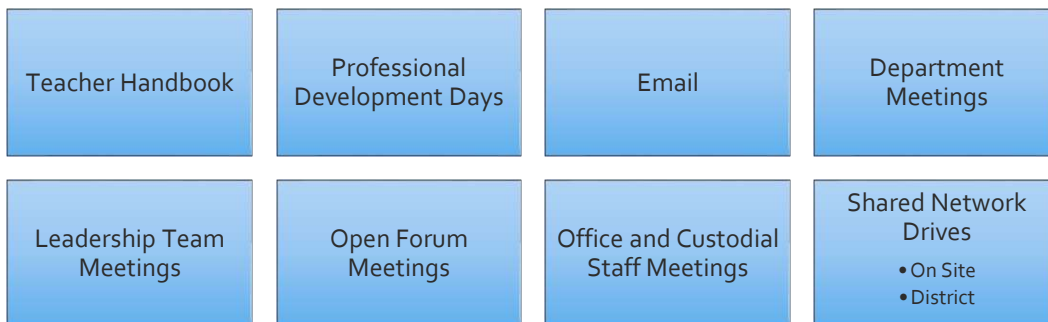 Teacher Handbook
Professional
Development Days
Email
Department
Meetings
Leadership Team
Meetings
Open Forum
Meetings
Office and Custodial
Staff Meetings
Shared Network
Drives
• On Site
• District